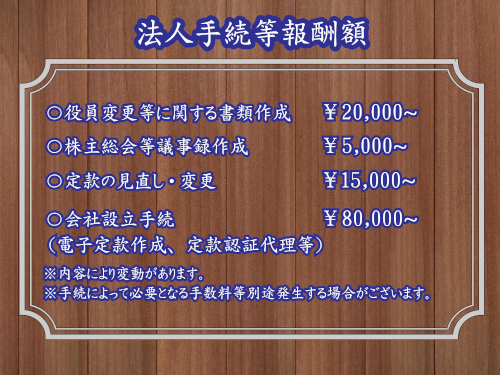 法人手続等報酬額
○役員変更等に関する書類作成 ￥20,000~
○株主総会等議事録作成 ￥5,000~
○定款の見直し・変更 ￥15,000~
○会社設立手続 ￥80,000~
(電子定款作成、定款認証代理等)
※内容により変動があります。
※手続によって必要となる手数料等別途発生する場合がございます。